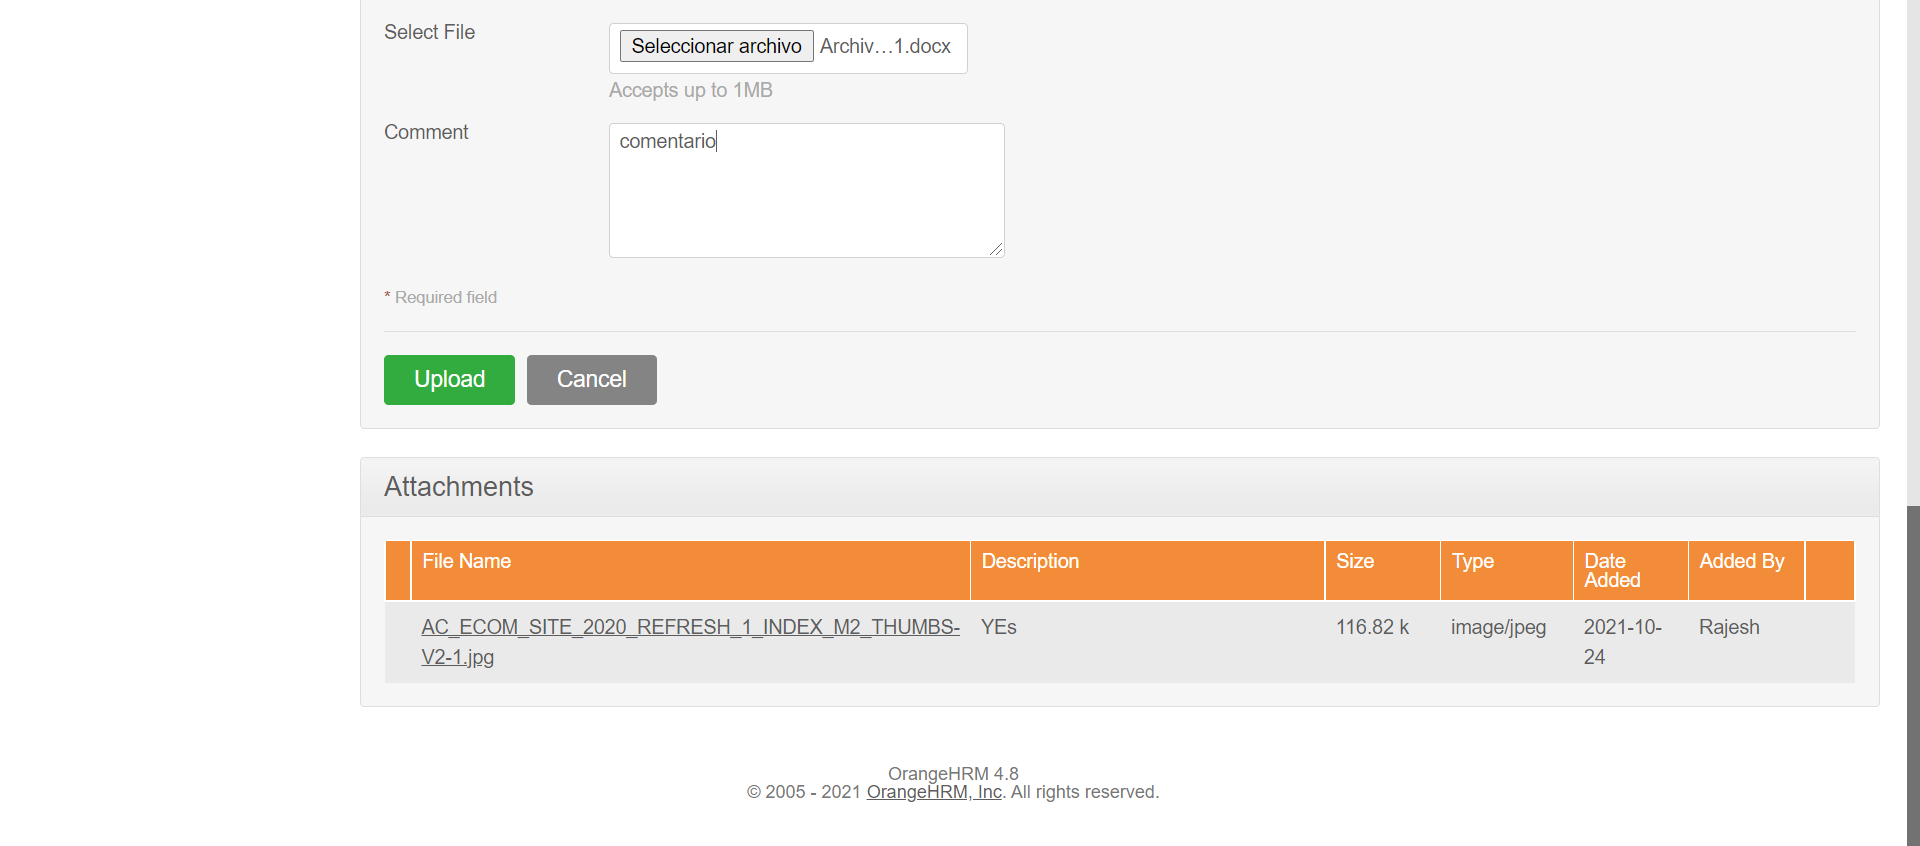 Select File
Seleccionar archivo Archiv…1.docx
Accepts up to 1MB
Comment
comentario
* Required field
Upload Cancel
Attachments
File Name Description Size Type Date Added Added By
AC_ECOM_SITE_2020_REFRESH_1_INDEX_M2_THUMBS- YEs 116.82 k image/jpeg 2021-10- Rajesh
V2-1.jpg 24
OrangeHRM 4.8
© 2005 - 2021 OrangeHRM, Inc. All rights reserved.